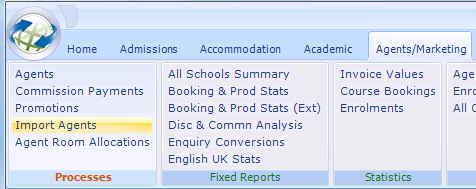 Home Admissions Accommodation Academic Agents/Marketing
Agents
Commission Payments
Promotions
Import Agents
Agent Room Allocations
Processes
All Schools Summary
Booking & Prod Stats
Booking & Prod Stats (Ext)
Disc & Commn Analysis
Enquiry Conversions
English UK Stats
Fixed Reports
Invoice Values
Course Bookings
Enrolments
Statistics
Age
Enro
All C